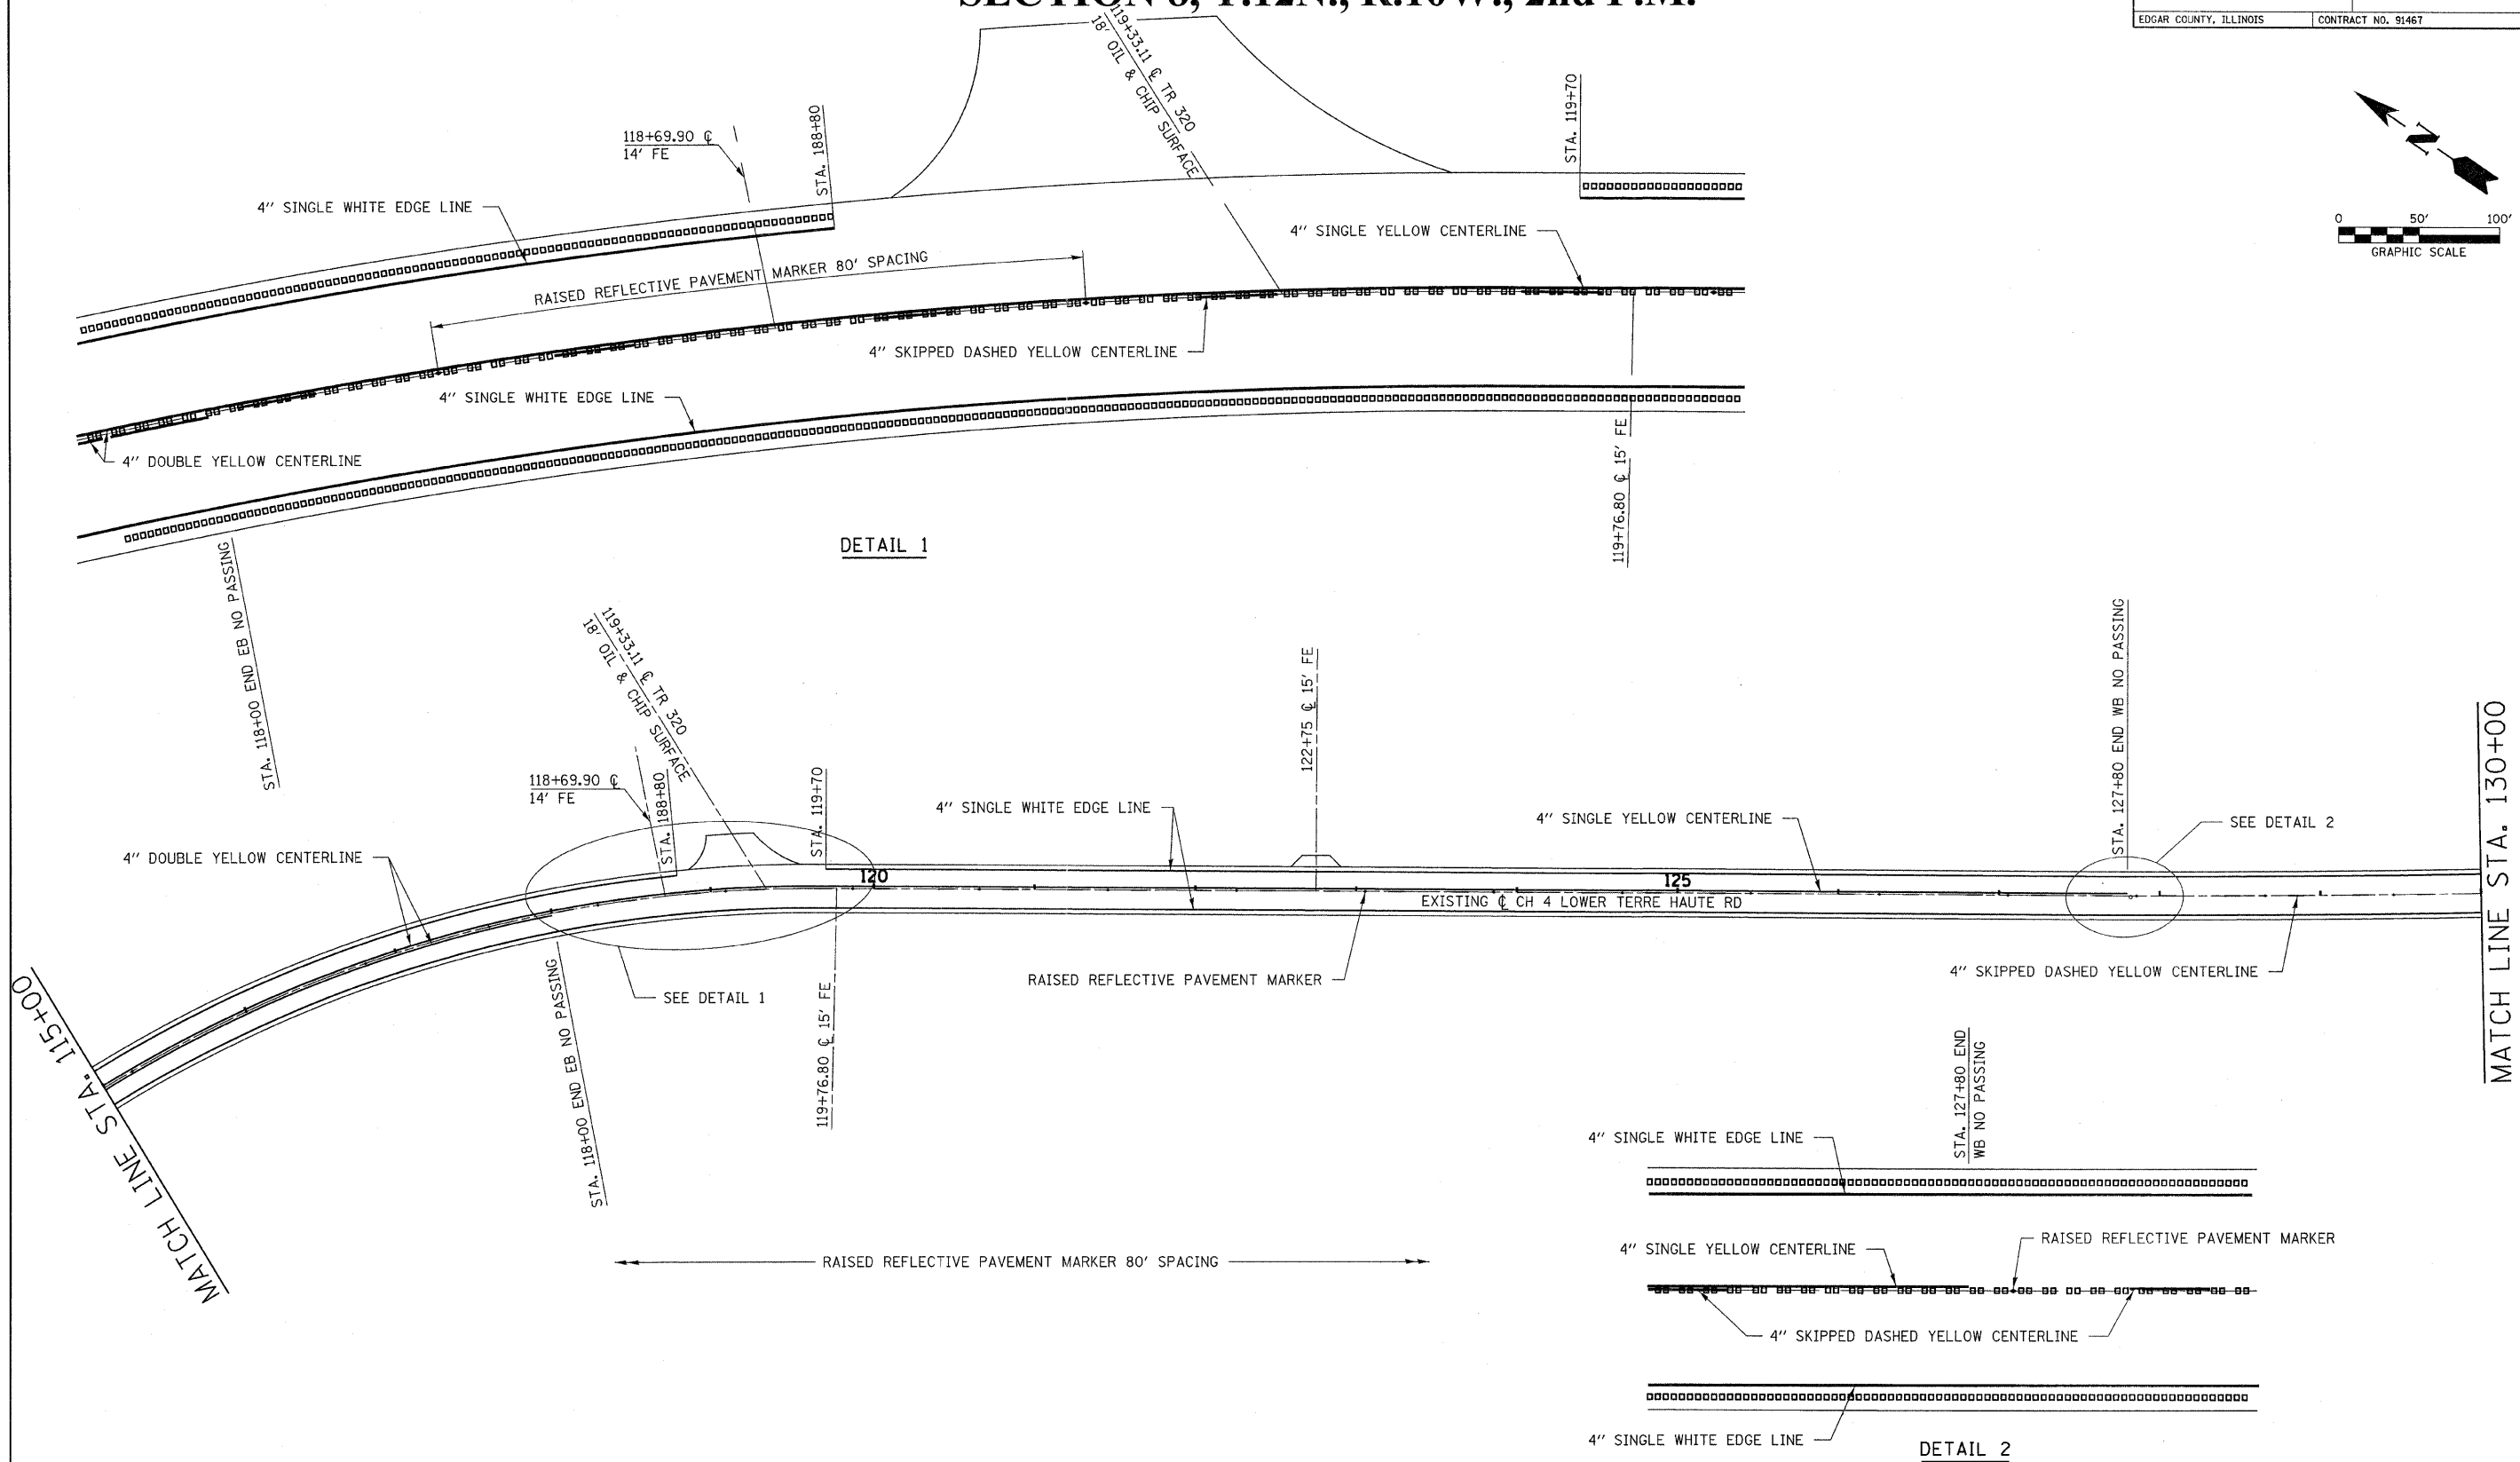 SECTION 8, T.12N., R.10W., 2nd P.M.
EDGAR COUNTY, ILLINOIS
CONTRACT NO. 91467
N
0 50' 100'
GRAPHIC SCALE
119+33.11 ℄ TR 320
18' OIL & CHIP SURFACE
STA. 119+70
STA. 188+80
118+69.90 ℄
14' FE
4" SINGLE WHITE EDGE LINE
4" SINGLE YELLOW CENTERLINE
RAISED REFLECTIVE PAVEMENT MARKER 80' SPACING
4" SKIPPED DASHED YELLOW CENTERLINE
4" SINGLE WHITE EDGE LINE
4" DOUBLE YELLOW CENTERLINE
119+76.80 ℄ 15' FE
STA. 118+00 END EB NO PASSING
DETAIL 1
119+33.11 ℄ TR 320
18' OIL & CHIP SURFACE
122+75 ℄ 15' FE
STA. 127+80 END WB NO PASSING
118+69.90 ℄
14' FE
STA. 188+80
STA. 119+70
4" SINGLE WHITE EDGE LINE
4" SINGLE YELLOW CENTERLINE
SEE DETAIL 2
4" DOUBLE YELLOW CENTERLINE
120
125
EXISTING ℄ CH 4 LOWER TERRE HAUTE RD
RAISED REFLECTIVE PAVEMENT MARKER
4" SKIPPED DASHED YELLOW CENTERLINE
SEE DETAIL 1
MATCH LINE STA. 115+00
MATCH LINE STA. 130+00
STA. 118+00 END EB NO PASSING
119+76.80 ℄ 15' FE
RAISED REFLECTIVE PAVEMENT MARKER 80' SPACING
STA. 127+80 END
WB NO PASSING
4" SINGLE WHITE EDGE LINE
RAISED REFLECTIVE PAVEMENT MARKER
4" SINGLE YELLOW CENTERLINE
4" SKIPPED DASHED YELLOW CENTERLINE
4" SINGLE WHITE EDGE LINE
DETAIL 2